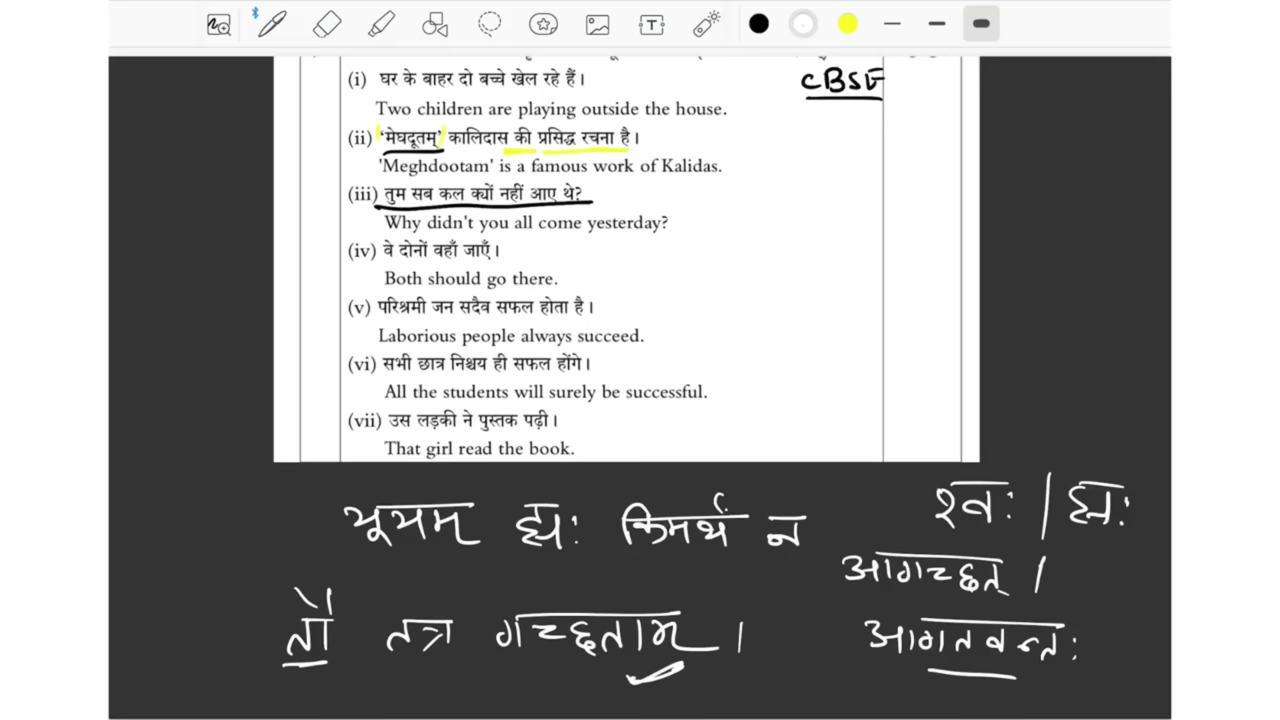 CBSE
(i) घर के बाहर दो बच्चे खेल रहे हैं।
Two children are playing outside the house.
(ii) 'मेघदूतम्' कालिदास की प्रसिद्ध रचना है।
'Meghdootam' is a famous work of Kalidas.
(iii) तुम सब कल क्यों नहीं आए थे?
Why didn't you all come yesterday?
(iv) वे दोनों वहाँ जाएँ।
Both should go there.
(v) परिश्रमी जन सदैव सफल होता है।
Laborious people always succeed.
(vi) सभी छात्र निश्चय ही सफल होंगे।
All the students will surely be successful.
(vii) उस लड़की ने पुस्तक पढ़ी।
That girl read the book.
श्वः / ह्यः
यूयम् ह्यः किमर्थं न
आगच्छत् ।
तौ तत्र गच्छताम् ।
आगतवन्तः